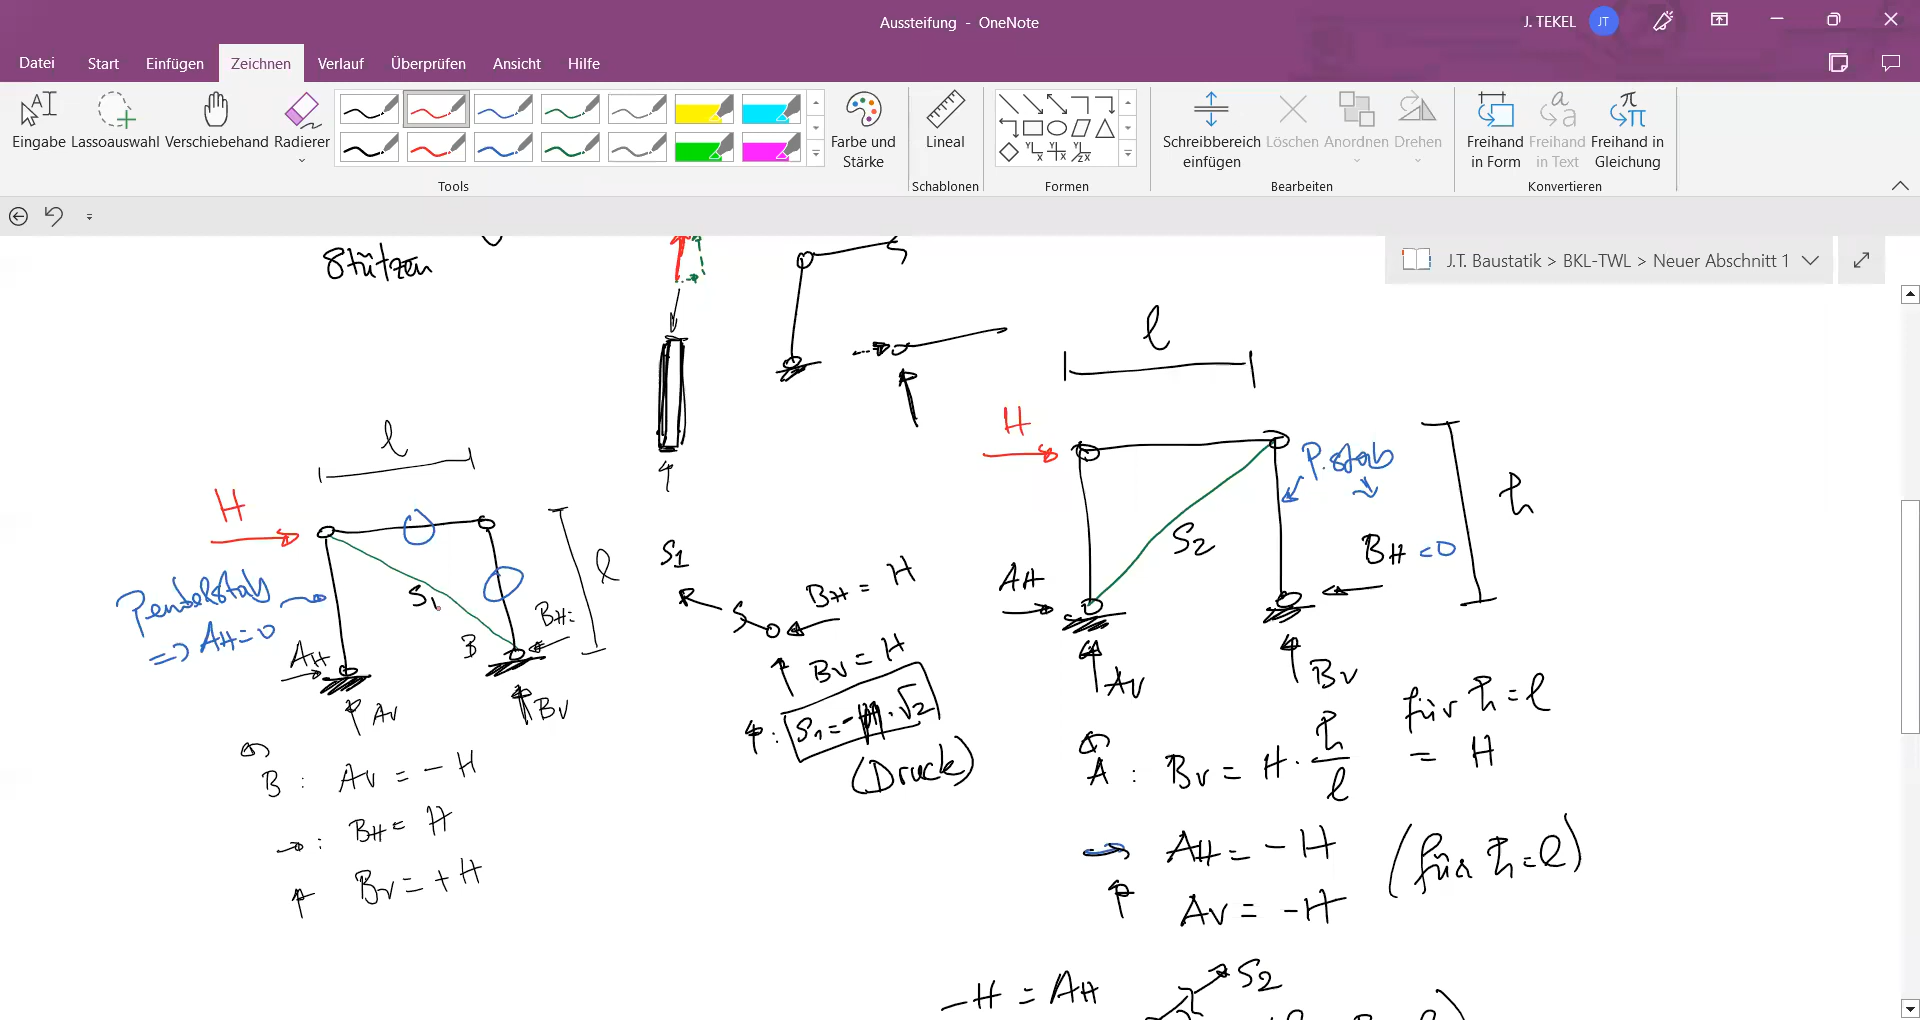 Aussteifung - OneNote
J. TEKEL
JT
Datei
Start
Einfügen
Zeichnen
Verlauf
Überprüfen
Ansicht
Hilfe
Eingabe
Lassoauswahl
Verschiebehand
Radierer
Farbe und
Stärke
Lineal
Schreibbereich
einfügen
Löschen
Anordnen
Drehen
Freihand
in Form
Freihand
in Text
Freihand in
Gleichung
Tools
Schablonen
Formen
Bearbeiten
Konvertieren
J.T. Baustatik > BKL-TWL > Neuer Abschnitt 1
Stützen
l
H
l
S1
Pendelstab
=> AH=0
AH
AV
B
BH=
BV
B : AV = - H
→ : BH = H
↑ BV = + H
S1
S
BH = H
BV = H
↑: S1 = -H · √2
(Druck)
l
H
P.stab
h
S2
AH
BH =0
AV
BV
für h = l
A : BV = H · h/l = H
→ AH = - H
(für h = l)
↑ AV = -H
-H = AH
S2